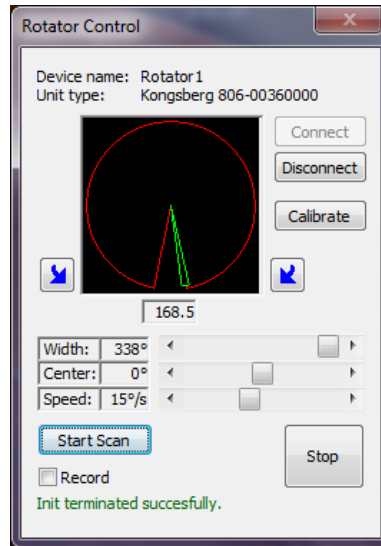 Rotator Control
Device name: Rotator1
Unit type: Kongsberg 806-00360000
Connect
Disconnect
Calibrate
168.5
Width: 338°
Center: 0°
Speed: 15°/s
Start Scan
Stop
Record
Init terminated succesfully.